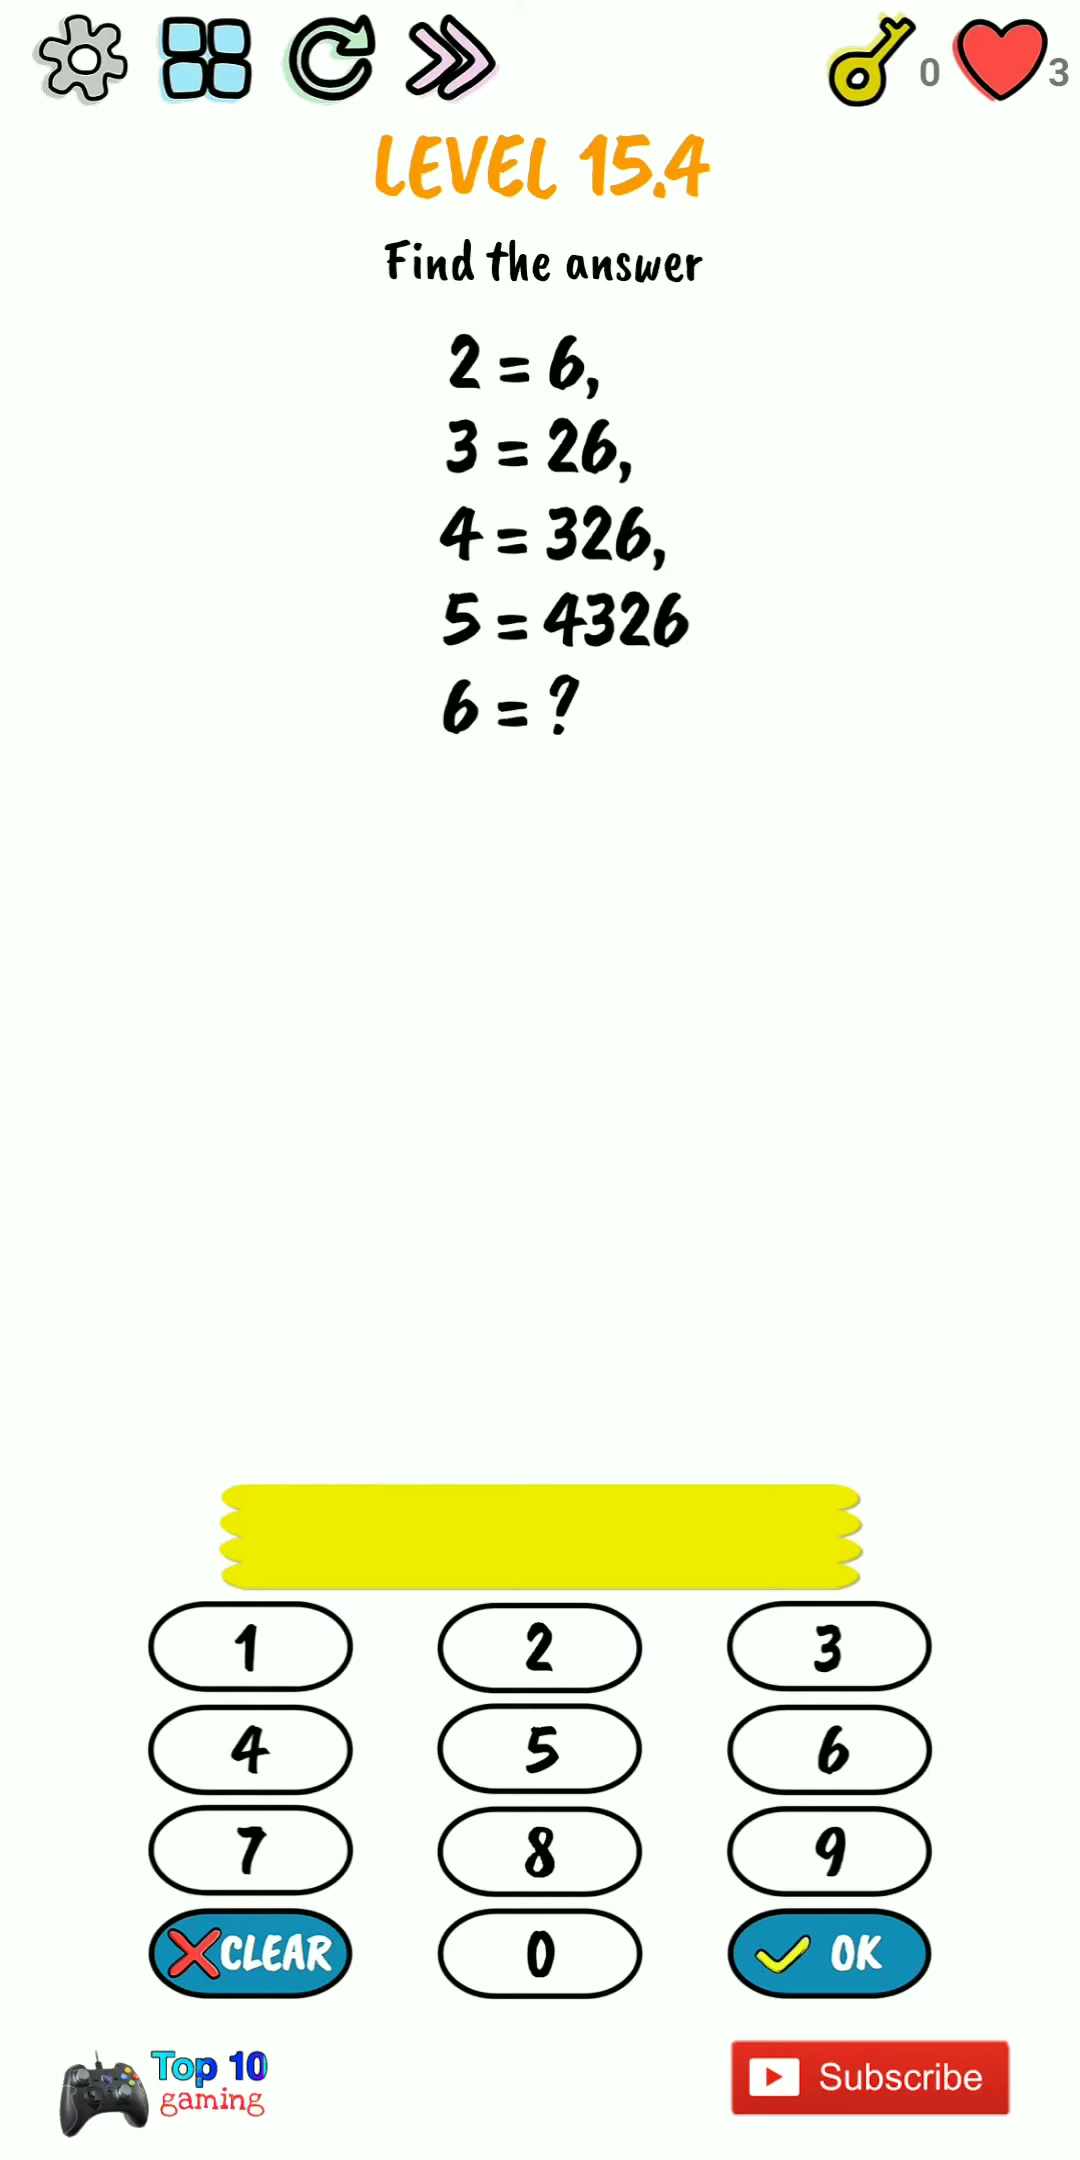 0 3
LEVEL 15.4
Find the answer
2 = 6,
3 = 26,
4 = 326,
5 = 4326
6 = ?
1 2 3
4 5 6
7 8 9
CLEAR 0 OK
Top 10
gaming
Subscribe